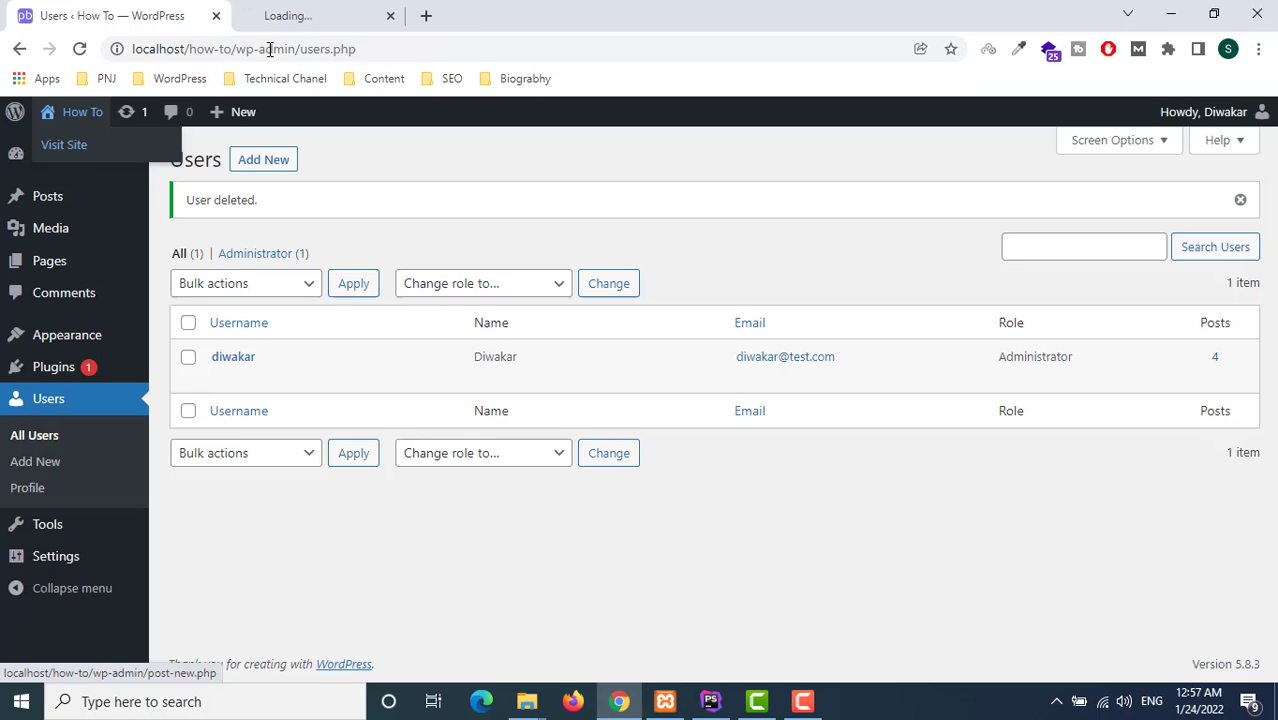 Users ‹ How To — WordPress
Loading...
localhost/how-to/wp-admin/users.php
25
S
Apps
PNJ
WordPress
Technical Chanel
Content
SEO
Biograbhy
How To
1
0
New
Howdy, Diwakar
Visit Site
Users
Add New
Screen Options
Help
Posts
Media
Pages
Comments
Appearance
Plugins 1
Users
All Users
Add New
Profile
Tools
Settings
Collapse menu
User deleted.
All (1) | Administrator (1)
Search Users
Bulk actions
Apply
Change role to...
Change
1 item
Username Name Email Role Posts
diwakar Diwakar diwakar@test.com Administrator 4
Username Name Email Role Posts
Bulk actions
Apply
Change role to...
Change
1 item
Thank you for creating with WordPress.
Version 5.8.3
localhost/how-to/wp-admin/post-new.php
Type here to search
PS
ENG
12:57 AM
1/24/2022
9